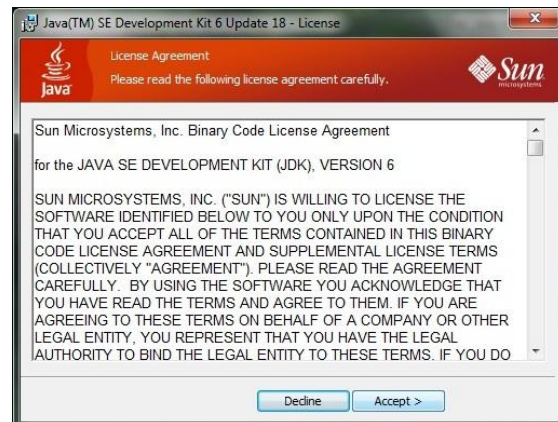 Java(TM) SE Development Kit 6 Update 18 - License
License Agreement
Please read the following license agreement carefully.
Java
Sun
microsystems
Sun Microsystems, Inc. Binary Code License Agreement
for the JAVA SE DEVELOPMENT KIT (JDK), VERSION 6
SUN MICROSYSTEMS, INC. ("SUN") IS WILLING TO LICENSE THE
SOFTWARE IDENTIFIED BELOW TO YOU ONLY UPON THE CONDITION
THAT YOU ACCEPT ALL OF THE TERMS CONTAINED IN THIS BINARY
CODE LICENSE AGREEMENT AND SUPPLEMENTAL LICENSE TERMS
(COLLECTIVELY "AGREEMENT"). PLEASE READ THE AGREEMENT
CAREFULLY. BY USING THE SOFTWARE YOU ACKNOWLEDGE THAT
YOU HAVE READ THE TERMS AND AGREE TO THEM. IF YOU ARE
AGREEING TO THESE TERMS ON BEHALF OF A COMPANY OR OTHER
LEGAL ENTITY, YOU REPRESENT THAT YOU HAVE THE LEGAL
AUTHORITY TO BIND THE LEGAL ENTITY TO THESE TERMS. IF YOU DO
Decline
Accept >